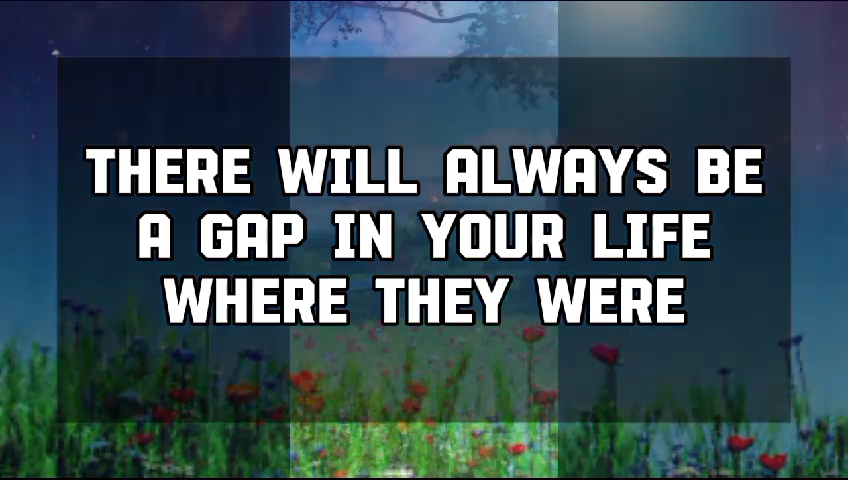 THERE WILL ALWAYS BE
A GAP IN YOUR LIFE
WHERE THEY WERE